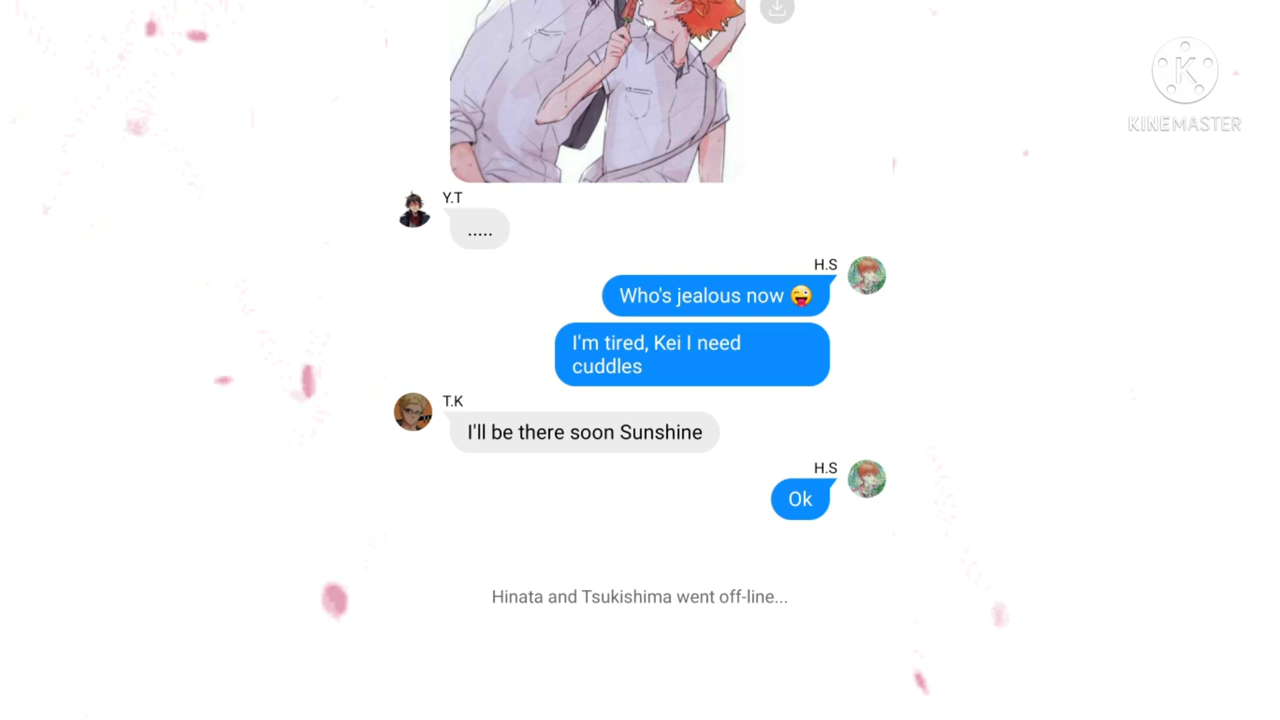 K
KINEMASTER
Y.T
.....
H.S
Who's jealous now 😜
I'm tired, Kei I need
cuddles
T.K
I'll be there soon Sunshine
H.S
Ok
Hinata and Tsukishima went off-line...